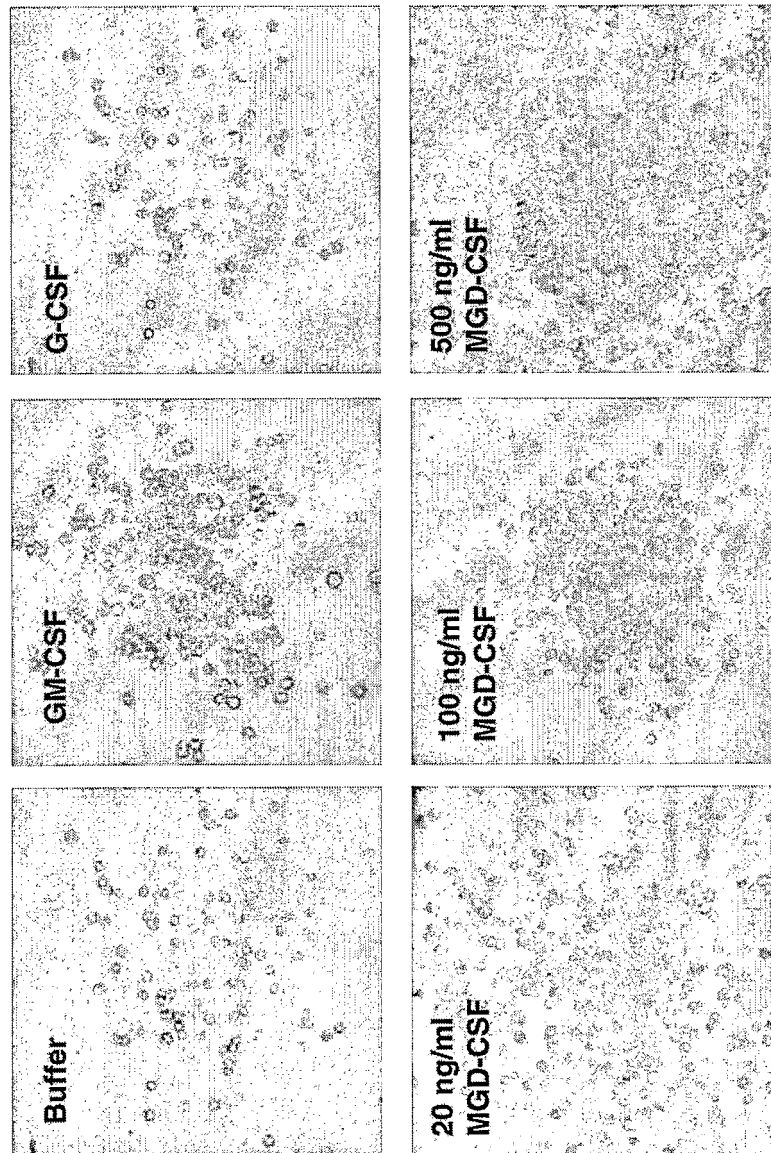 Buffer
GM-CSF
G-CSF
20 ng/ml
MGD-CSF
100 ng/ml
MGD-CSF
500 ng/ml
MGD-CSF